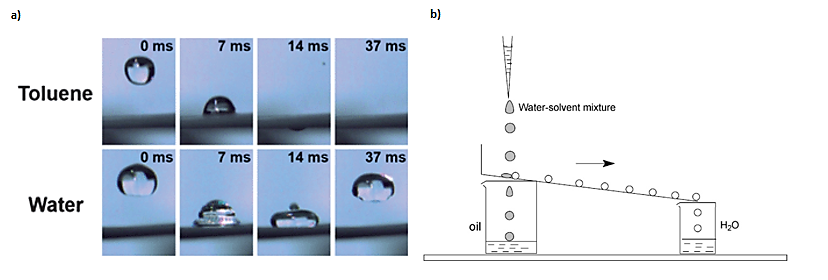 a)
0 ms
7 ms
14 ms
37 ms
Toluene
0 ms
7 ms
14 ms
37 ms
Water
b)
Water-solvent mixture
oil
H₂O